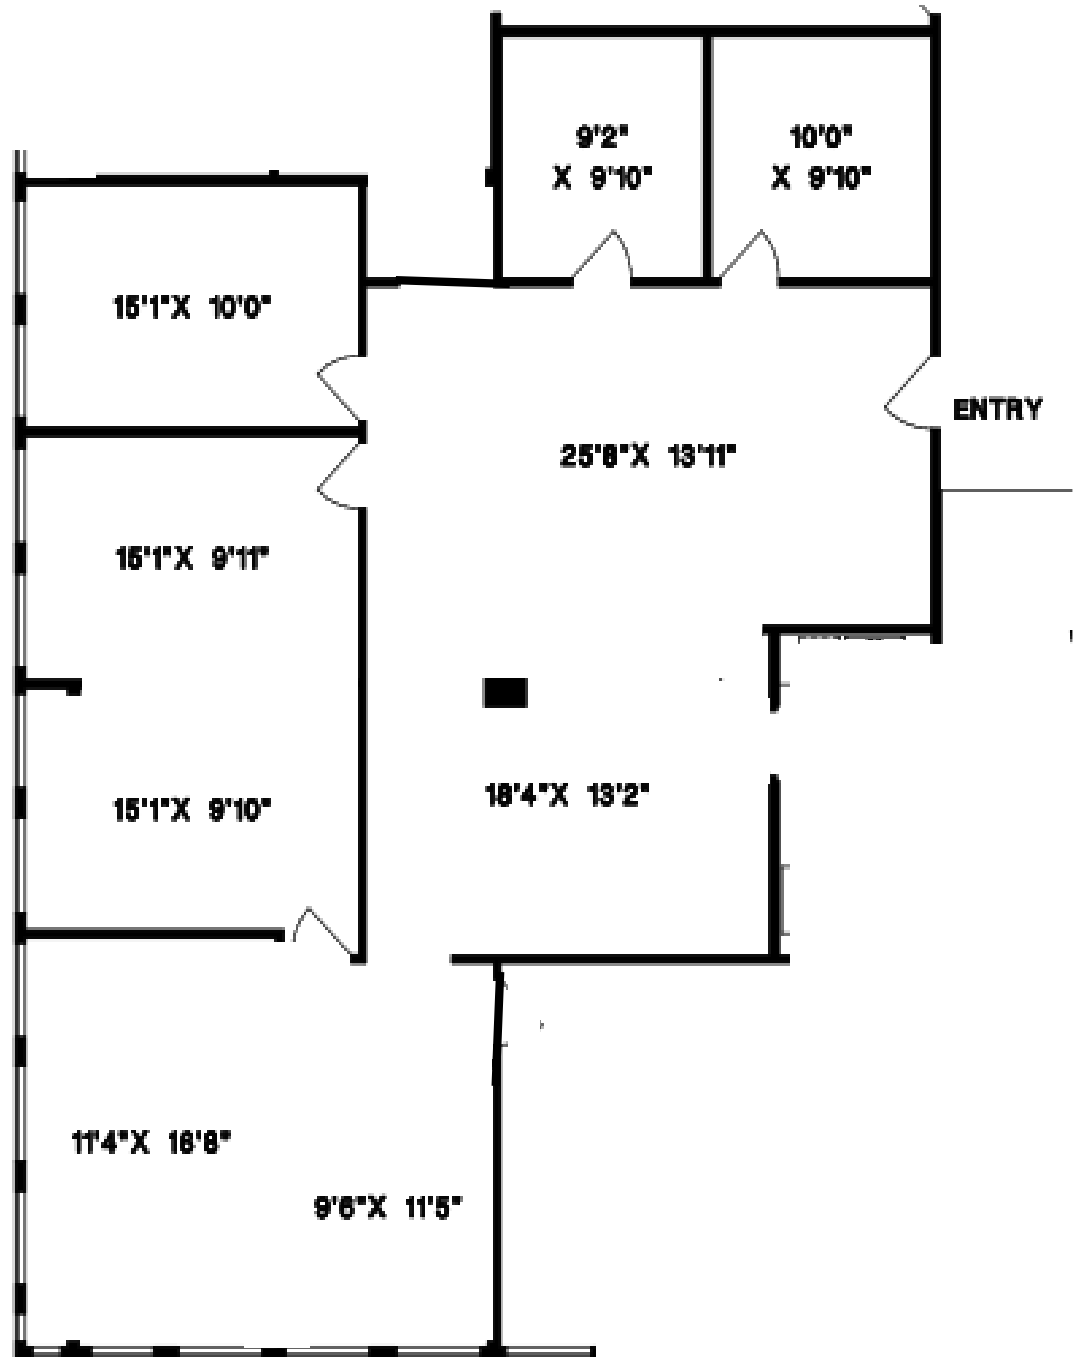 9'2"
X 9'10"
10'0"
X 9'10"
15'1"X 10'0"
ENTRY
25'8"X 13'11"
15'1"X 9'11"
18'4"X 13'2"
15'1"X 9'10"
11'4"X 16'8"
9'6"X 11'5"